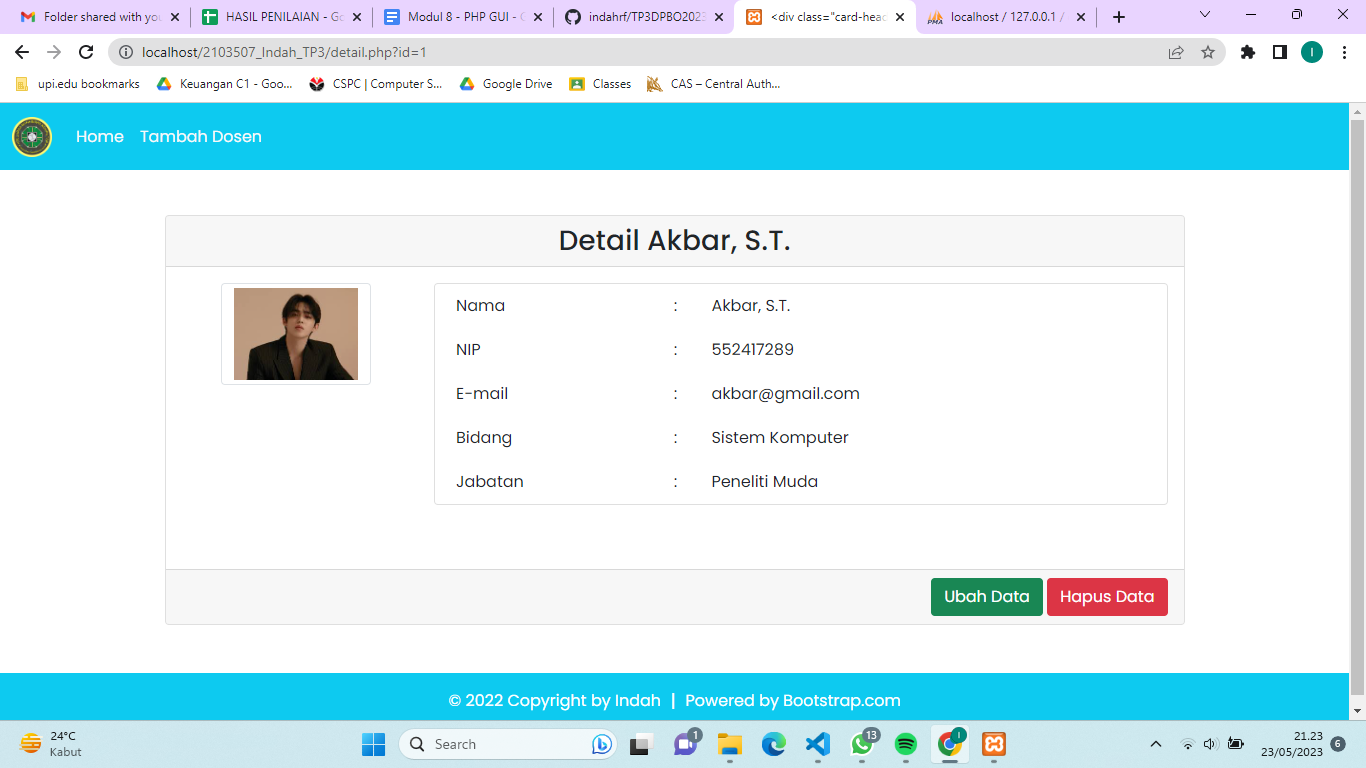 Folder shared with you
HASIL PENILAIAN - Go
Modul 8 - PHP GUI - G
indahrf/TP3DPBO2023
<div class="card-head
localhost / 127.0.0.1 /
localhost/2103507_Indah_TP3/detail.php?id=1
upi.edu bookmarks
Keuangan C1 - Goo...
CSPC | Computer S...
Google Drive
Classes
CAS – Central Auth...
Home
Tambah Dosen
Detail Akbar, S.T.
Nama : Akbar, S.T.
NIP : 552417289
E-mail : akbar@gmail.com
Bidang : Sistem Komputer
Jabatan : Peneliti Muda
Ubah Data
Hapus Data
© 2022 Copyright by Indah | Powered by Bootstrap.com
24°C
Kabut
Search
1
13
I
21.23
23/05/2023
6